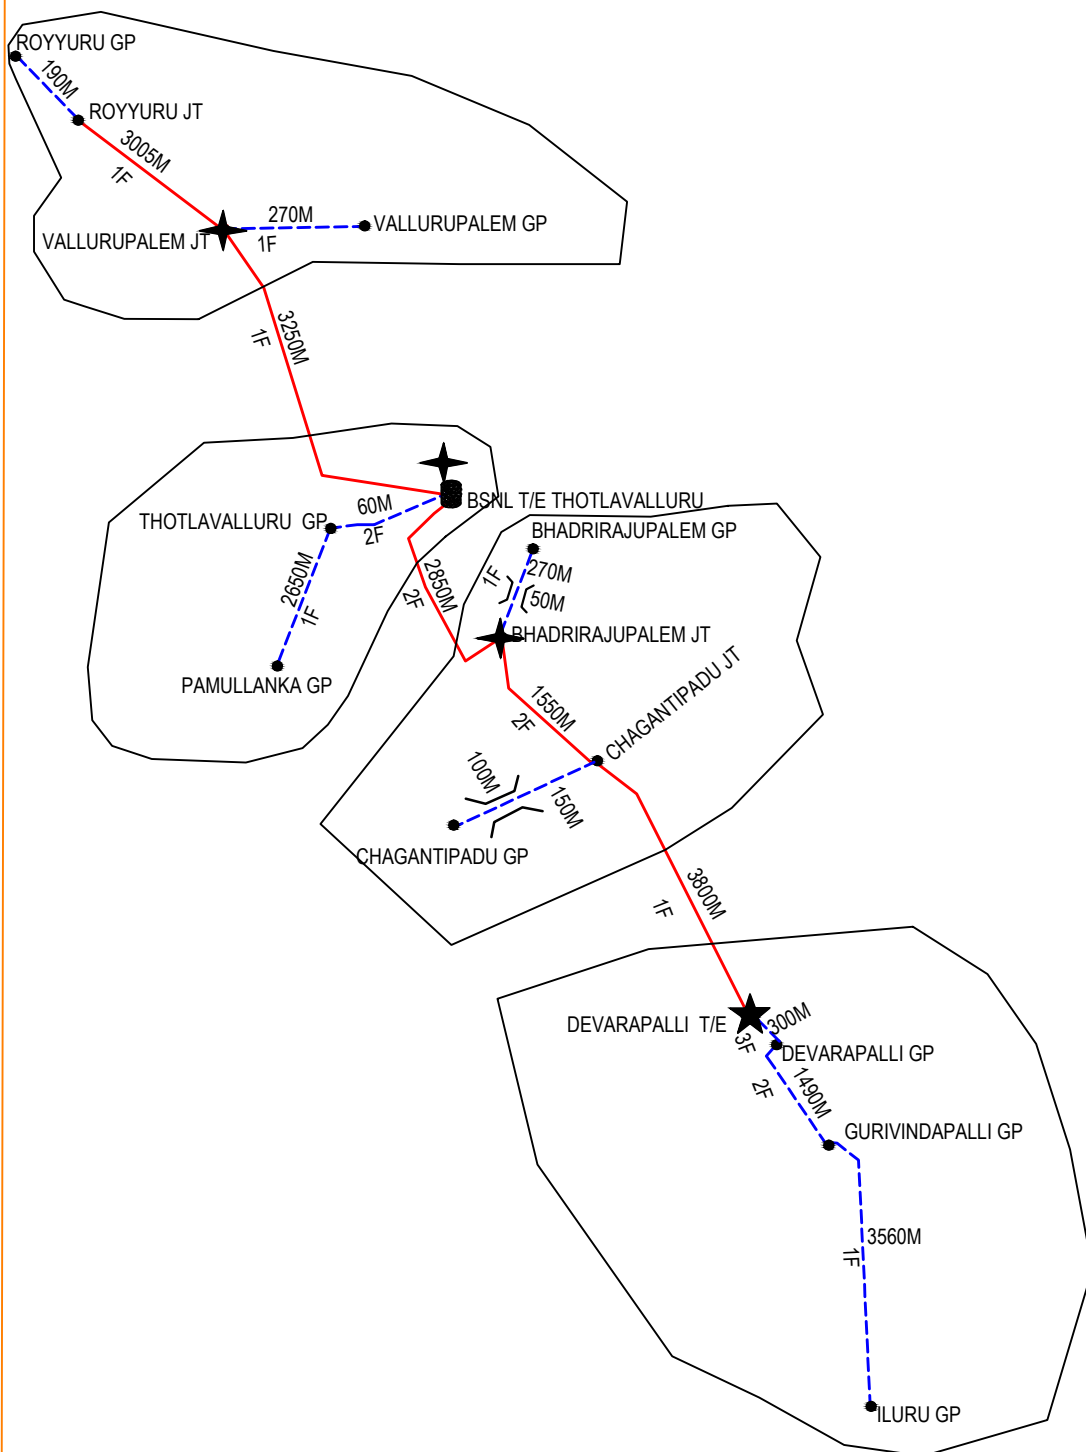 ROYYURU GP
190M
ROYYURU JT
3005M
1F
270M
VALLURUPALEM GP
VALLURUPALEM JT
1F
3250M
1F
60M
BSNL T/E THOTLAVALLURU
THOTLAVALLURU  GP
2F
BHADRIRAJUPALEM GP
2650M
1F
2850M
2F
1F
270M
50M
BHADRIRAJUPALEM JT
PAMULLANKA GP
1550M
2F
CHAGANTIPADU JT
100M
150M
CHAGANTIPADU GP
3800M
1F
DEVARAPALLI  T/E
300M
3F
DEVARAPALLI GP
1490M
2F
GURIVINDAPALLI GP
3560M
1F
ILURU GP